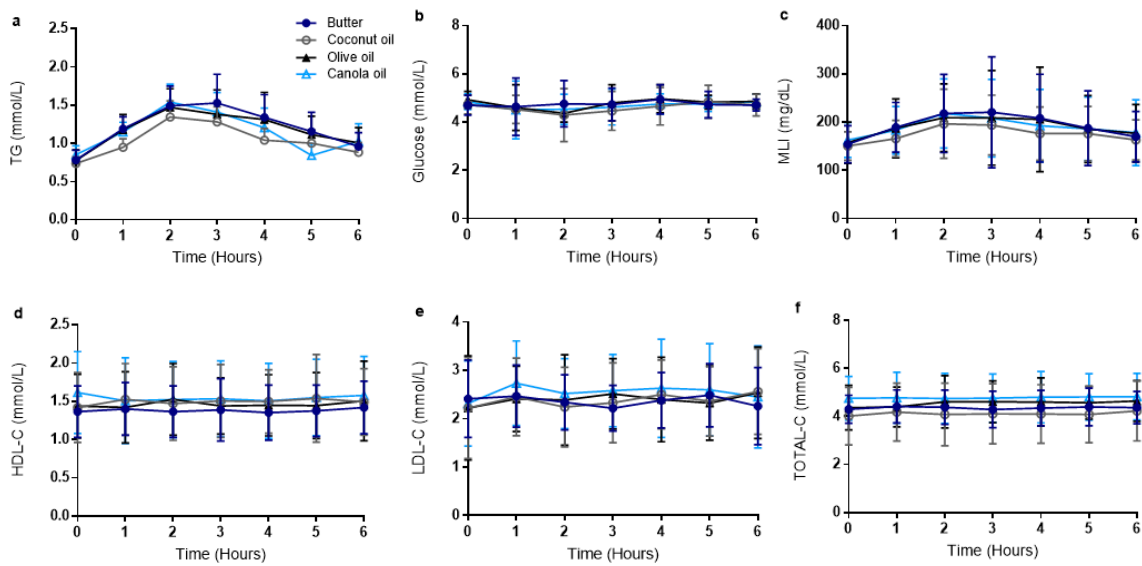 a
Butter
Coconut oil
Olive oil
Canola oil
TG (mmol/L)
2.5
2.0
1.5
1.0
0.5
0.0
0 1 2 3 4 5 6
Time (Hours)
b
Glucose (mmol/L)
8
6
4
2
0
0 1 2 3 4 5 6
Time (Hours)
c
MLI (mg/dL)
400
300
200
100
0
0 1 2 3 4 5 6
Time (Hours)
d
HDL-C (mmol/L)
2.5
2.0
1.5
1.0
0.5
0.0
0 1 2 3 4 5 6
Time (Hours)
e
LDL-C (mmol/L)
4
3
2
1
0
0 1 2 3 4 5 6
Time (Hours)
f
TOTAL-C (mmol/L)
8
6
4
2
0
0 1 2 3 4 5 6
Time (Hours)